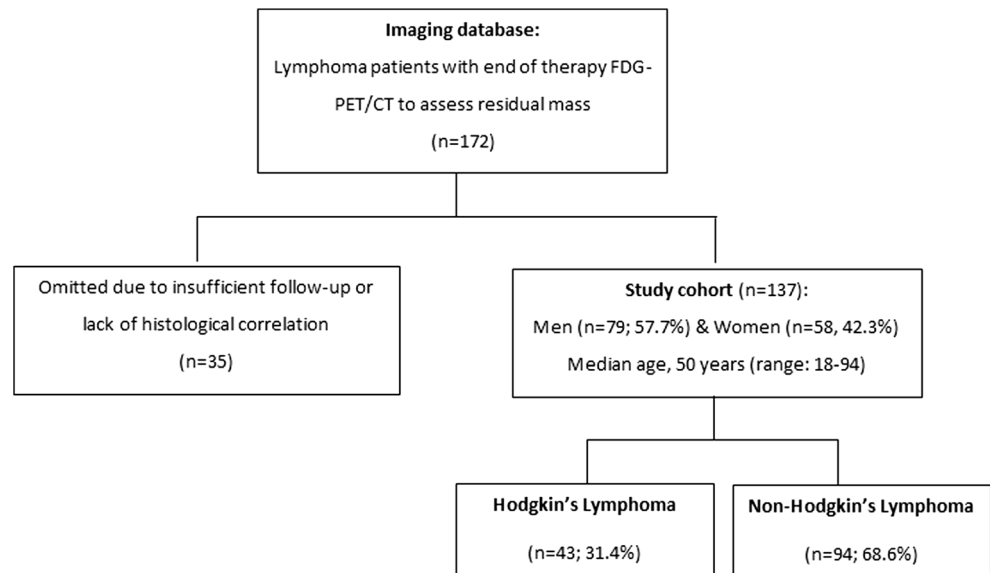 Imaging database:
Lymphoma patients with end of therapy FDG-
PET/CT to assess residual mass
(n=172)
Omitted due to insufficient follow-up or
lack of histological correlation
(n=35)
Study cohort (n=137):
Men (n=79; 57.7%) & Women (n=58, 42.3%)
Median age, 50 years (range: 18-94)
Hodgkin's Lymphoma
(n=43; 31.4%)
Non-Hodgkin's Lymphoma
(n=94; 68.6%)